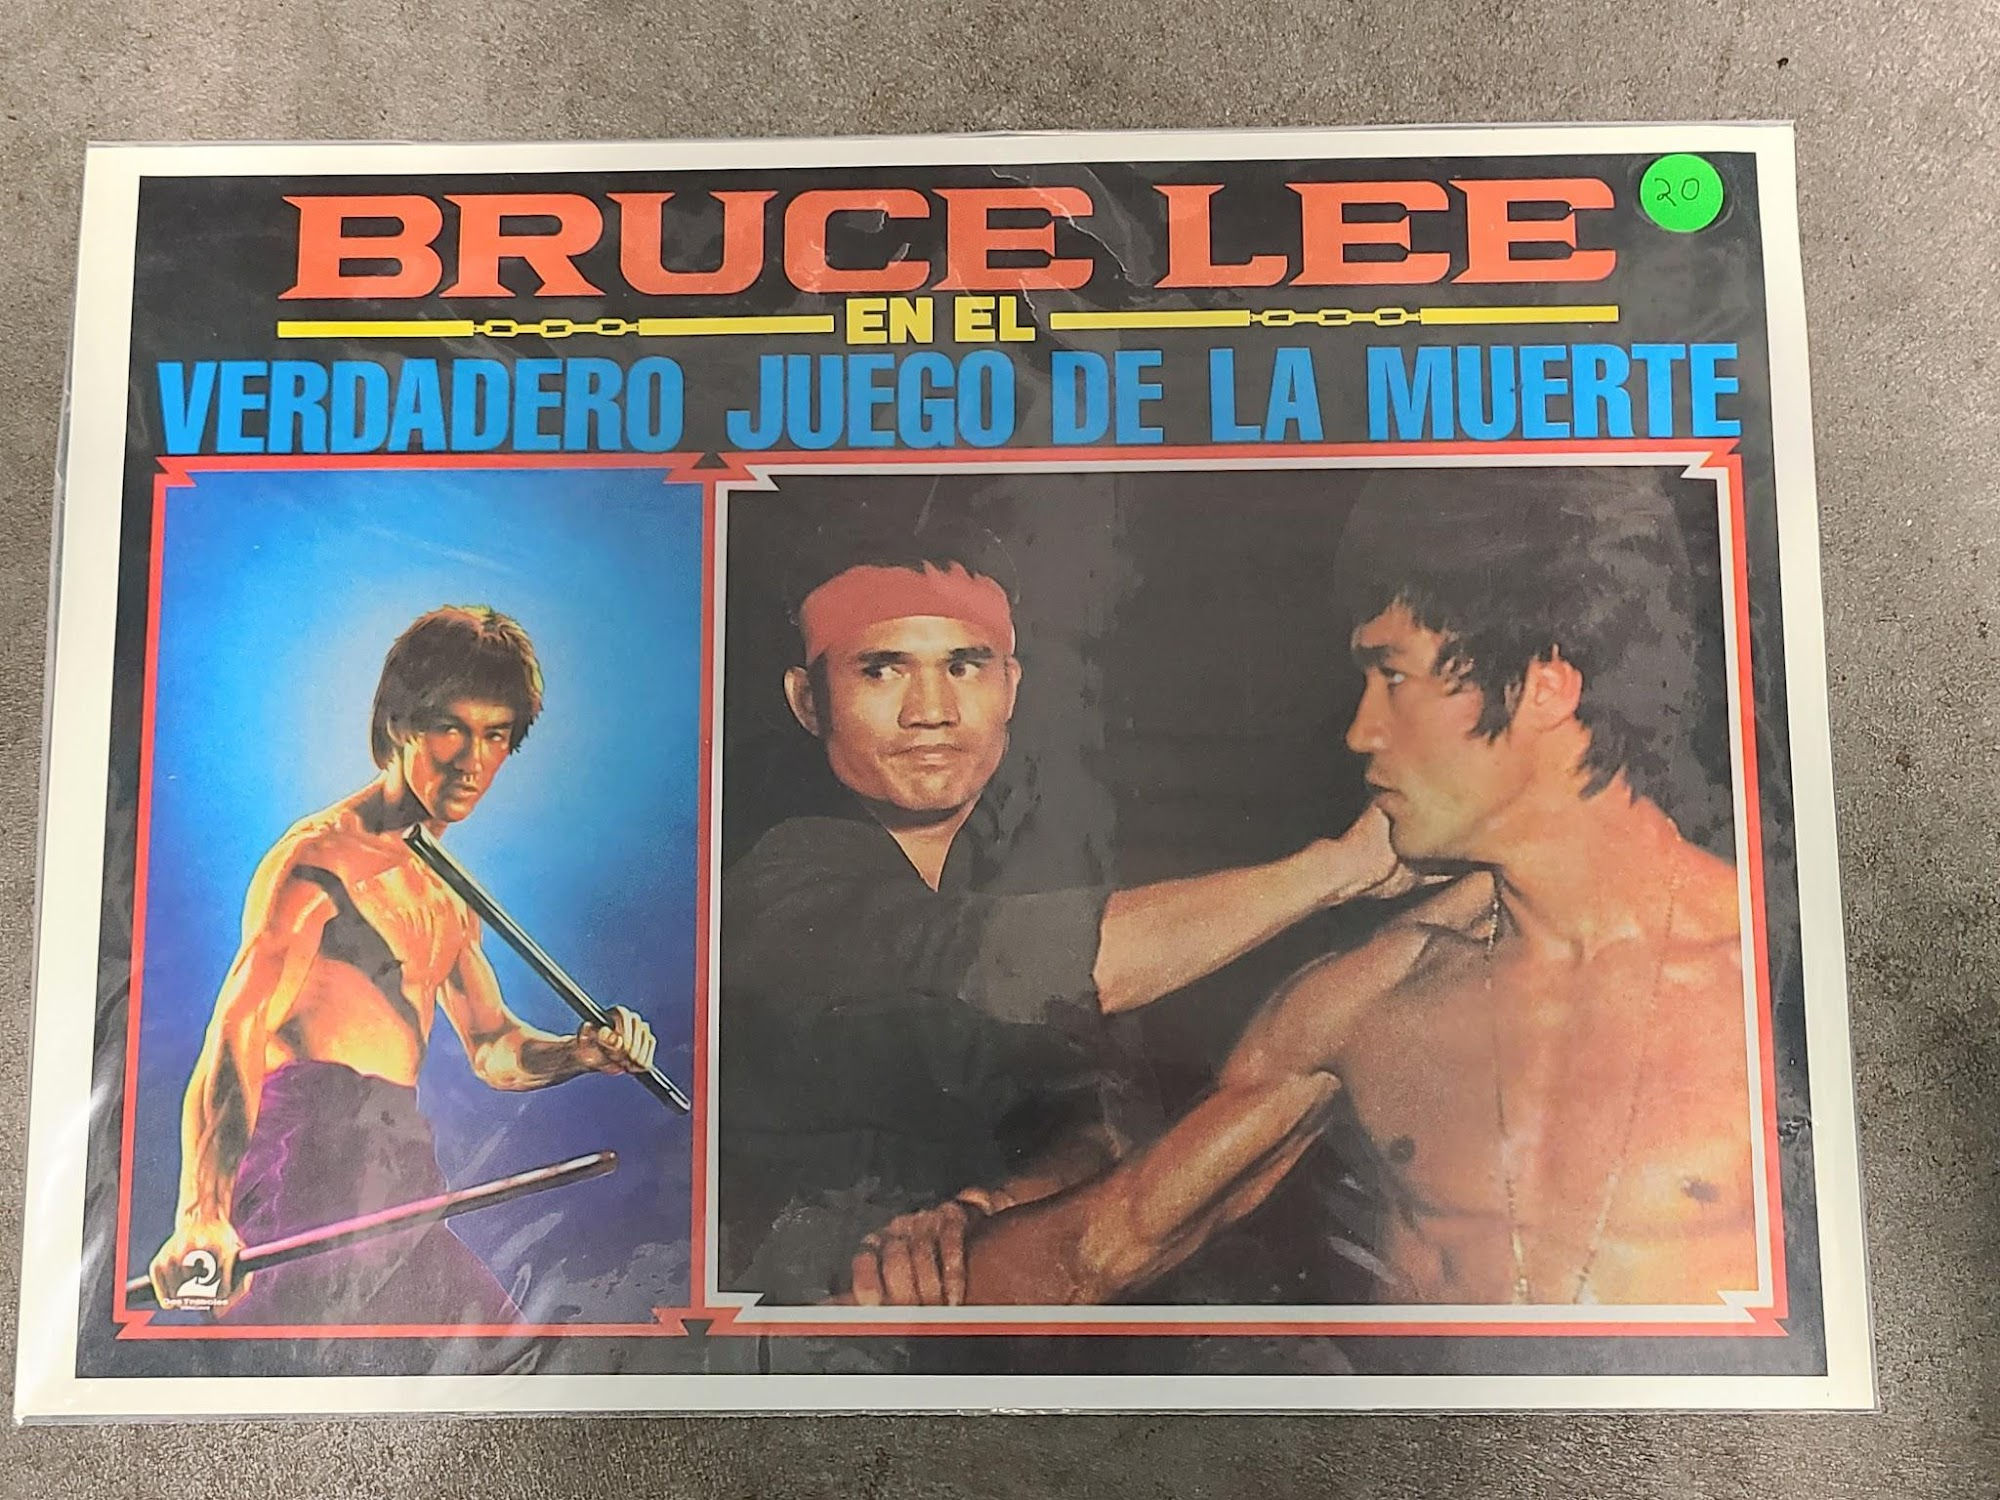 BRUCE LEE
20
EN EL
VERDADERO JUEGO DE LA MUERTE
2